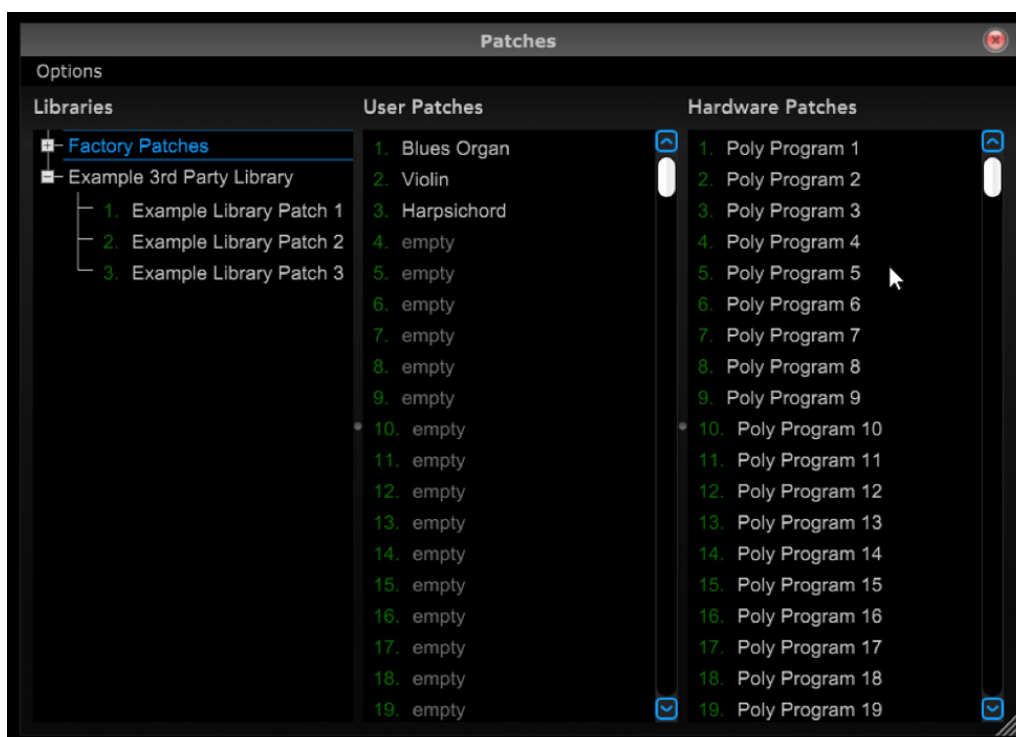 Patches
Options
Libraries
Factory Patches
Example 3rd Party Library
1. Example Library Patch 1
2. Example Library Patch 2
3. Example Library Patch 3
User Patches
1. Blues Organ
2. Violin
3. Harpsichord
4. empty
5. empty
6. empty
7. empty
8. empty
9. empty
10. empty
11. empty
12. empty
13. empty
14. empty
15. empty
16. empty
17. empty
18. empty
19. empty
Hardware Patches
1. Poly Program 1
2. Poly Program 2
3. Poly Program 3
4. Poly Program 4
5. Poly Program 5
6. Poly Program 6
7. Poly Program 7
8. Poly Program 8
9. Poly Program 9
10. Poly Program 10
11. Poly Program 11
12. Poly Program 12
13. Poly Program 13
14. Poly Program 14
15. Poly Program 15
16. Poly Program 16
17. Poly Program 17
18. Poly Program 18
19. Poly Program 19